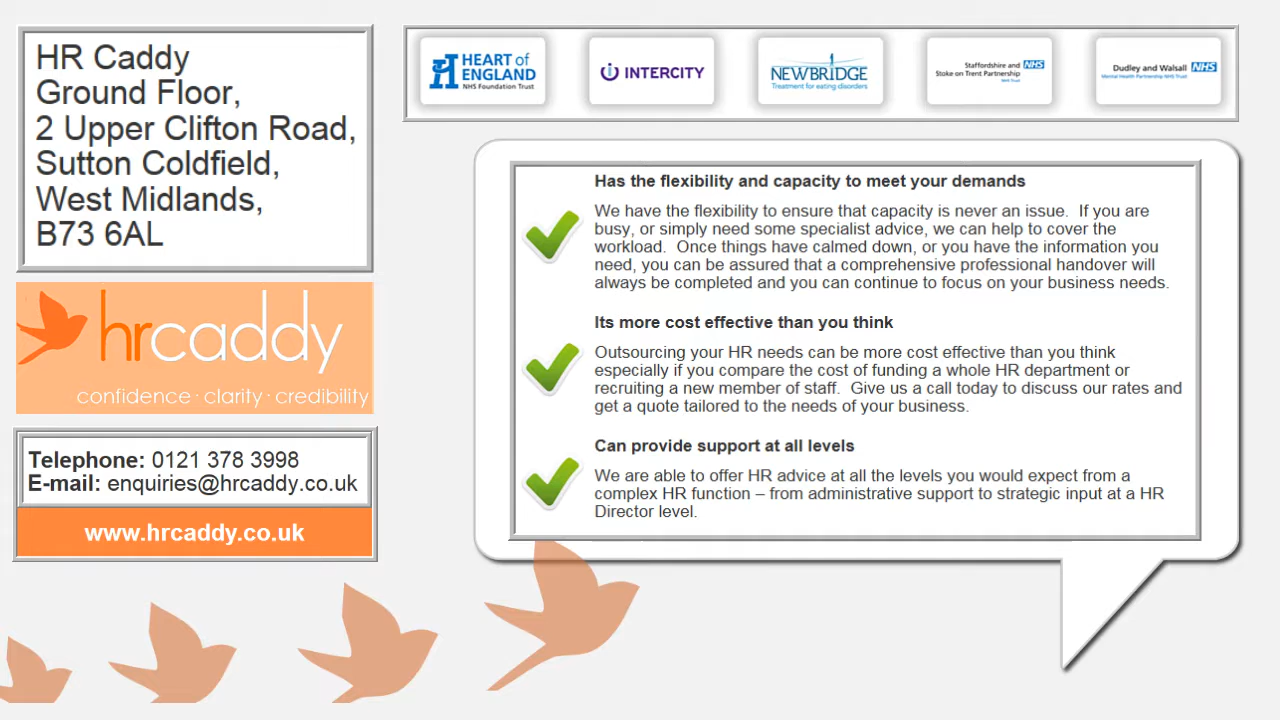 HR Caddy
Ground Floor,
2 Upper Clifton Road,
Sutton Coldfield,
West Midlands,
B73 6AL
hrcaddy
confidence · clarity · credibility
Telephone: 0121 378 3998
E-mail: enquiries@hrcaddy.co.uk
www.hrcaddy.co.uk
HEART of
ENGLAND
NHS Foundation Trust
INTERCITY
NEWBRIDGE
Treatment for eating disorders
Staffordshire and NHS
Stoke on Trent Partnership
NHS Trust
Dudley and Walsall NHS
Mental Health Partnership NHS Trust
Has the flexibility and capacity to meet your demands
We have the flexibility to ensure that capacity is never an issue.  If you are
busy, or simply need some specialist advice, we can help to cover the
workload.  Once things have calmed down, or you have the information you
need, you can be assured that a comprehensive professional handover will
always be completed and you can continue to focus on your business needs.
Its more cost effective than you think
Outsourcing your HR needs can be more cost effective than you think
especially if you compare the cost of funding a whole HR department or
recruiting a new member of staff.  Give us a call today to discuss our rates and
get a quote tailored to the needs of your business.
Can provide support at all levels
We are able to offer HR advice at all the levels you would expect from a
complex HR function – from administrative support to strategic input at a HR
Director level.